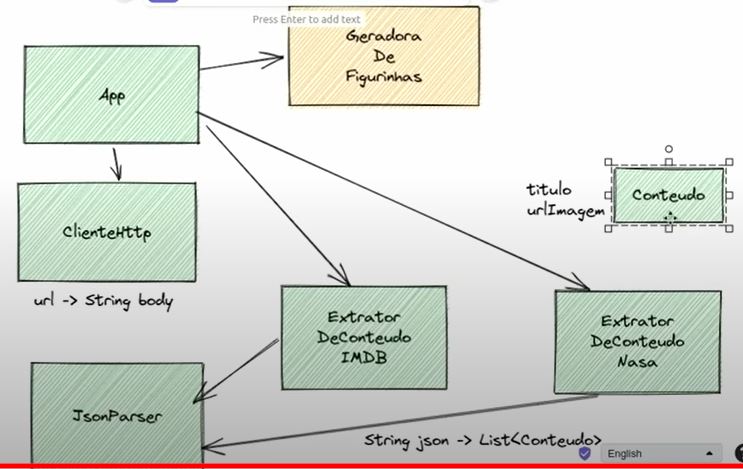 Press Enter to add text
Geradora
De
Figurinhas
App
titulo
urlImagem
Conteudo
ClienteHttp
url -> String body
Extrator
DeConteudo
IMDB
Extrator
DeConteudo
Nasa
JsonParser
String json -> List<Conteudo>
English